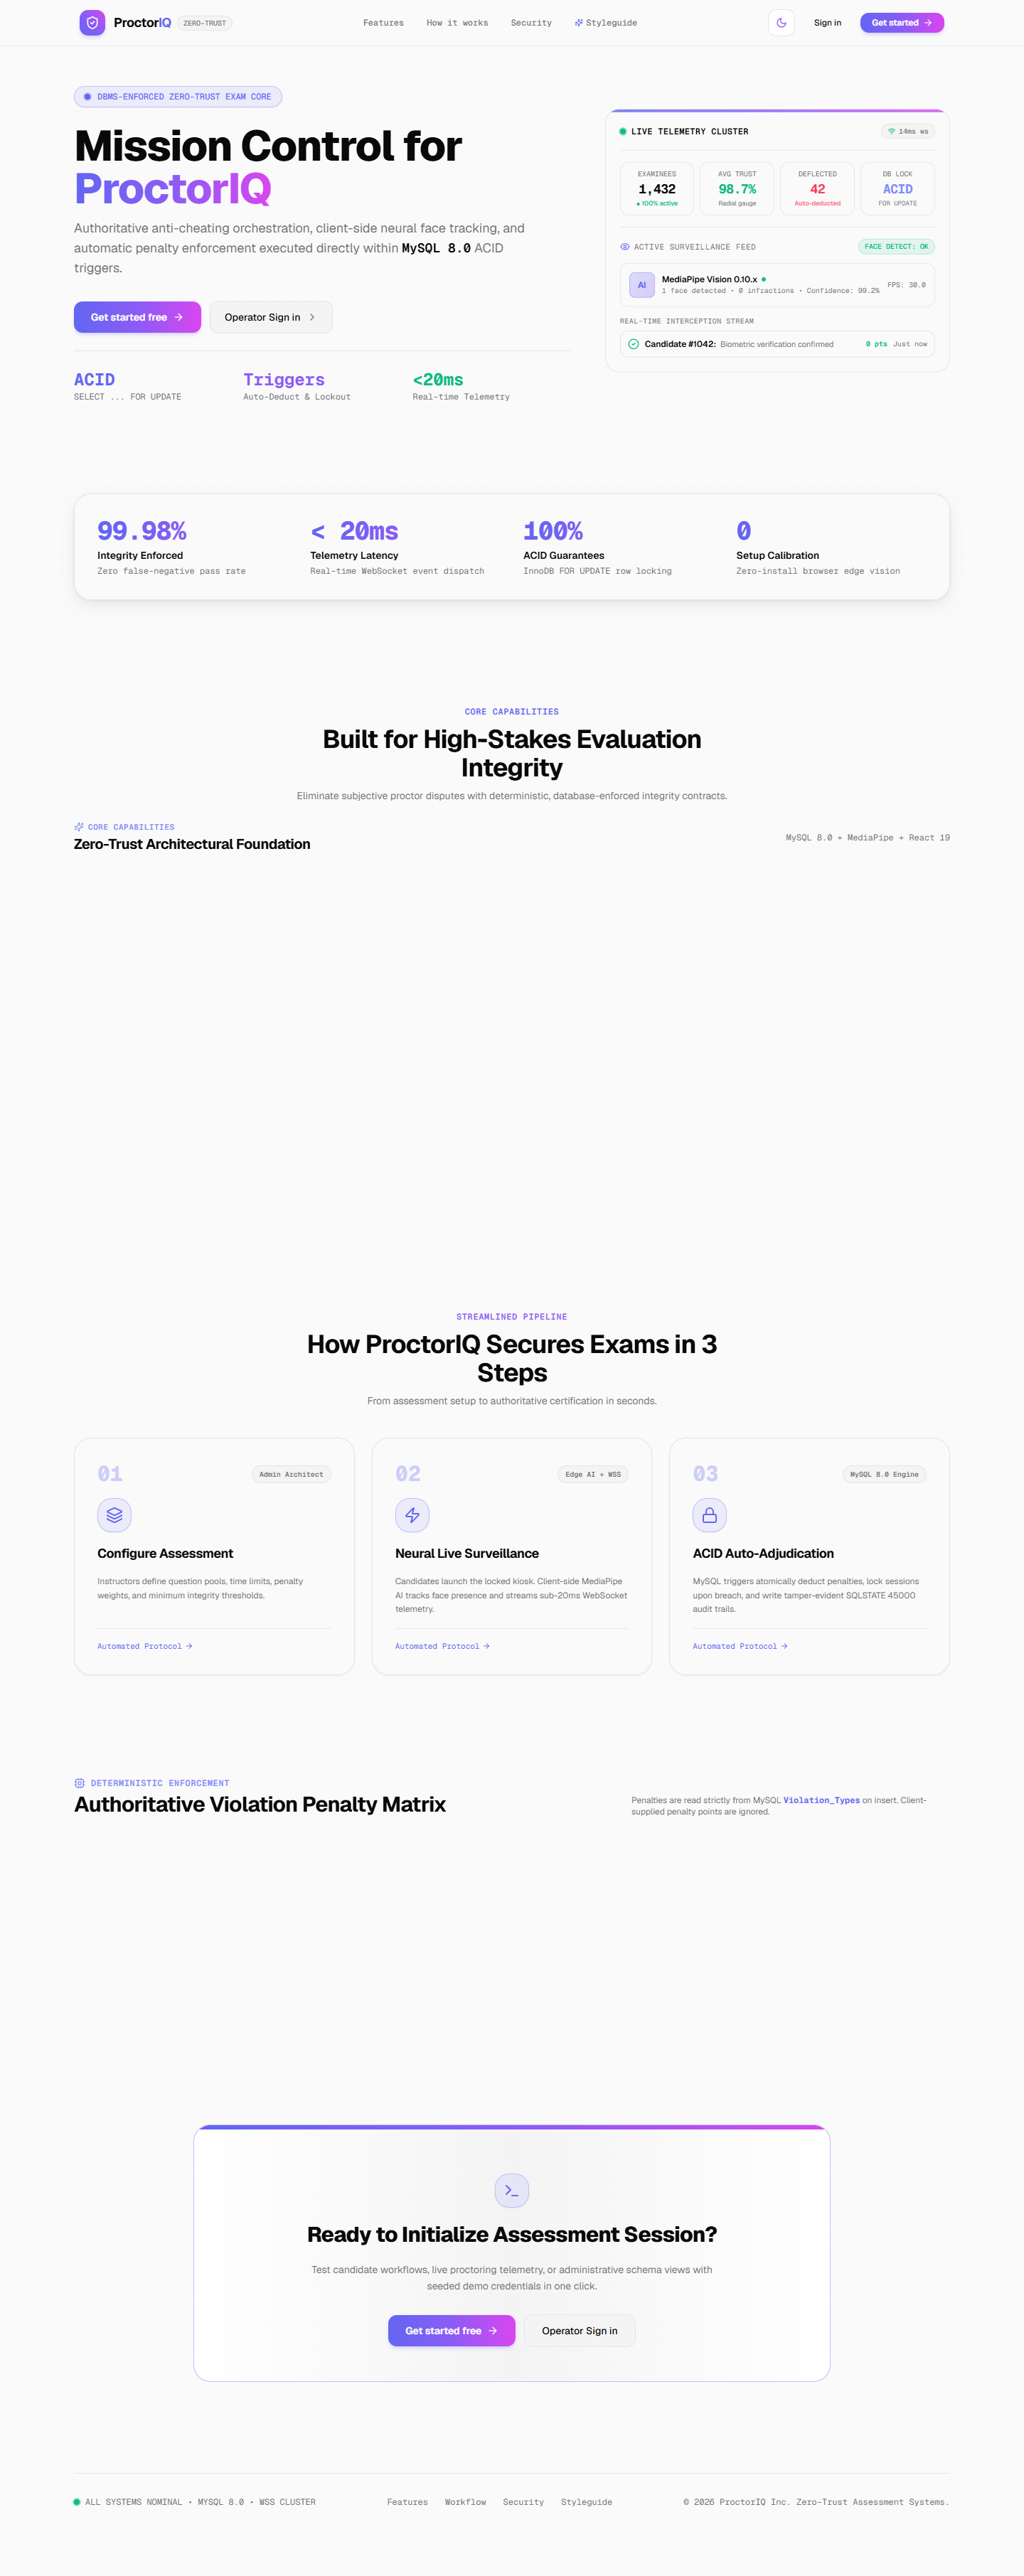 ProctorIQ
ZERO-TRUST
Features
How it works
Security
Styleguide
Sign in
Get started →
DBMS-ENFORCED ZERO-TRUST EXAM CORE
Mission Control for
ProctorIQ
Authoritative anti-cheating orchestration, client-side neural face tracking, and
automatic penalty enforcement executed directly within MySQL 8.0 ACID
triggers.
Get started free →
Operator Sign in >
ACID
SELECT ... FOR UPDATE
Triggers
Auto-Deduct & Lockout
<20ms
Real-time Telemetry
LIVE TELEMETRY CLUSTER
14ms ws
EXAMINEES
1,432
● 100% active
AVG TRUST
98.7%
Radial gauge
DEFLECTED
42
Auto-deducted
DB LOCK
ACID
FOR UPDATE
ACTIVE SURVEILLANCE FEED
FACE DETECT: OK
AI
MediaPipe Vision 0.10.x
1 face detected • 0 infractions • Confidence: 99.2%
FPS: 30.0
REAL-TIME INTERCEPTION STREAM
Candidate #1042: Biometric verification confirmed
0 pts
Just now
99.98%
Integrity Enforced
Zero false-negative pass rate
< 20ms
Telemetry Latency
Real-time WebSocket event dispatch
100%
ACID Guarantees
InnoDB FOR UPDATE row locking
0
Setup Calibration
Zero-install browser edge vision
CORE CAPABILITIES
Built for High-Stakes Evaluation
Integrity
Eliminate subjective proctor disputes with deterministic, database-enforced integrity contracts.
CORE CAPABILITIES
Zero-Trust Architectural Foundation
MySQL 8.0 + MediaPipe + React 19
STREAMLINED PIPELINE
How ProctorIQ Secures Exams in 3
Steps
From assessment setup to authoritative certification in seconds.
01
Admin Architect
Configure Assessment
Instructors define question pools, time limits, penalty
weights, and minimum integrity thresholds.
Automated Protocol →
02
Edge AI + WSS
Neural Live Surveillance
Candidates launch the locked kiosk. Client-side MediaPipe
AI tracks face presence and streams sub-20ms WebSocket
telemetry.
Automated Protocol →
03
MySQL 8.0 Engine
ACID Auto-Adjudication
MySQL triggers atomically deduct penalties, lock sessions
upon breach, and write tamper-evident SQLSTATE 45000
audit trails.
Automated Protocol →
DETERMINISTIC ENFORCEMENT
Authoritative Violation Penalty Matrix
Penalties are read strictly from MySQL Violation_Types on insert. Client-
supplied penalty points are ignored.
Ready to Initialize Assessment Session?
Test candidate workflows, live proctoring telemetry, or administrative schema views with
seeded demo credentials in one click.
Get started free →
Operator Sign in
ALL SYSTEMS NOMINAL • MYSQL 8.0 • WSS CLUSTER
Features
Workflow
Security
Styleguide
© 2026 ProctorIQ Inc. Zero-Trust Assessment Systems.